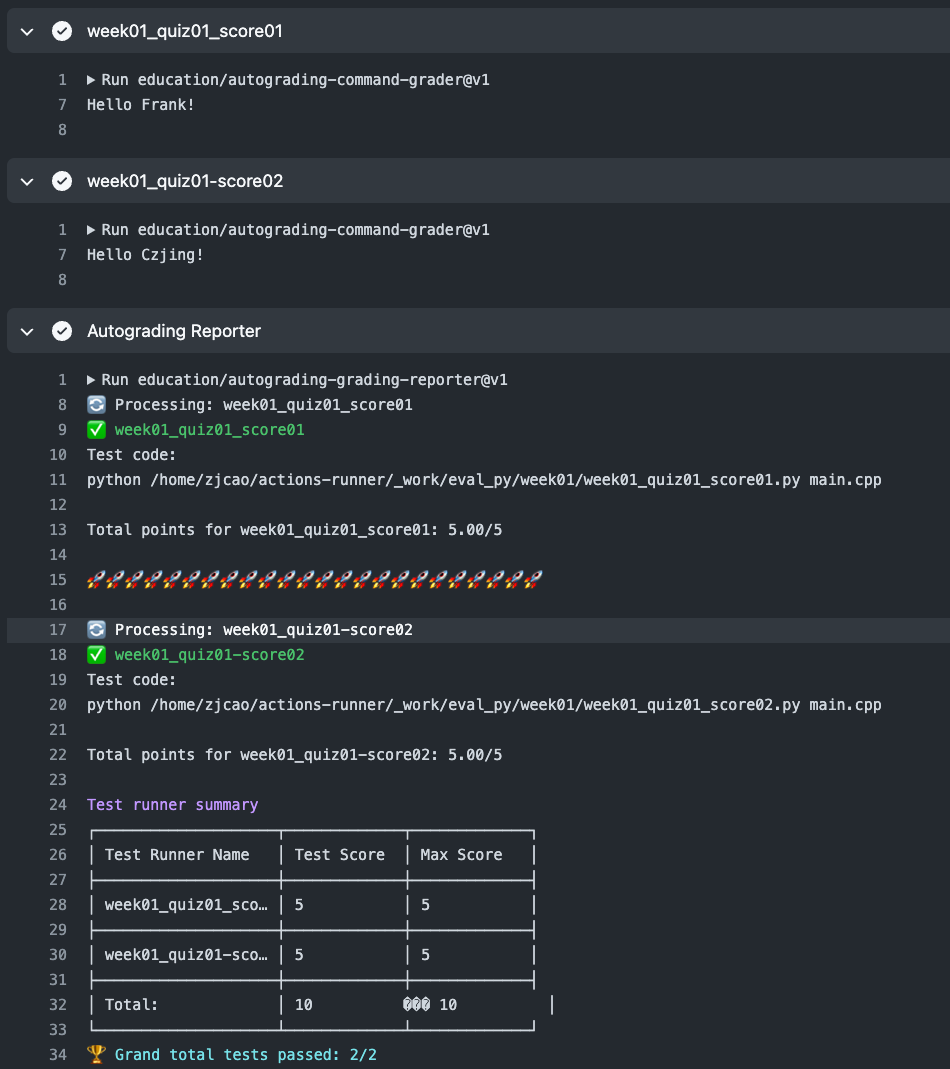 week01_quiz01_score01
1 ▶ Run education/autograding-command-grader@v1
7 Hello Frank!
8
week01_quiz01-score02
1 ▶ Run education/autograding-command-grader@v1
7 Hello Czjing!
8
Autograding Reporter
1 ▶ Run education/autograding-grading-reporter@v1
8 🔄 Processing: week01_quiz01_score01
9 ✅ week01_quiz01_score01
10 Test code:
11 python /home/zjcao/actions-runner/_work/eval_py/week01/week01_quiz01_score01.py main.cpp
12
13 Total points for week01_quiz01_score01: 5.00/5
14
15 🚀🚀🚀🚀🚀🚀🚀🚀🚀🚀🚀🚀🚀🚀🚀🚀🚀🚀🚀🚀🚀🚀🚀🚀
16
17 🔄 Processing: week01_quiz01-score02
18 ✅ week01_quiz01-score02
19 Test code:
20 python /home/zjcao/actions-runner/_work/eval_py/week01/week01_quiz01_score02.py main.cpp
21
22 Total points for week01_quiz01-score02: 5.00/5
23
24 Test runner summary
25 ┌────────────────────┬─────────────┬─────────────┐
26 │ Test Runner Name │ Test Score │ Max Score │
27 ├────────────────────┼─────────────┼─────────────┤
28 │ week01_quiz01_sco… │ 5 │ 5 │
29 ├────────────────────┼─────────────┼─────────────┤
30 │ week01_quiz01-sco… │ 5 │ 5 │
31 ├────────────────────┼─────────────┼─────────────┤
32 │ Total: │ 10 ��� 10 │
33 └────────────────────┴─────────────┴─────────────┘
34 🏆 Grand total tests passed: 2/2